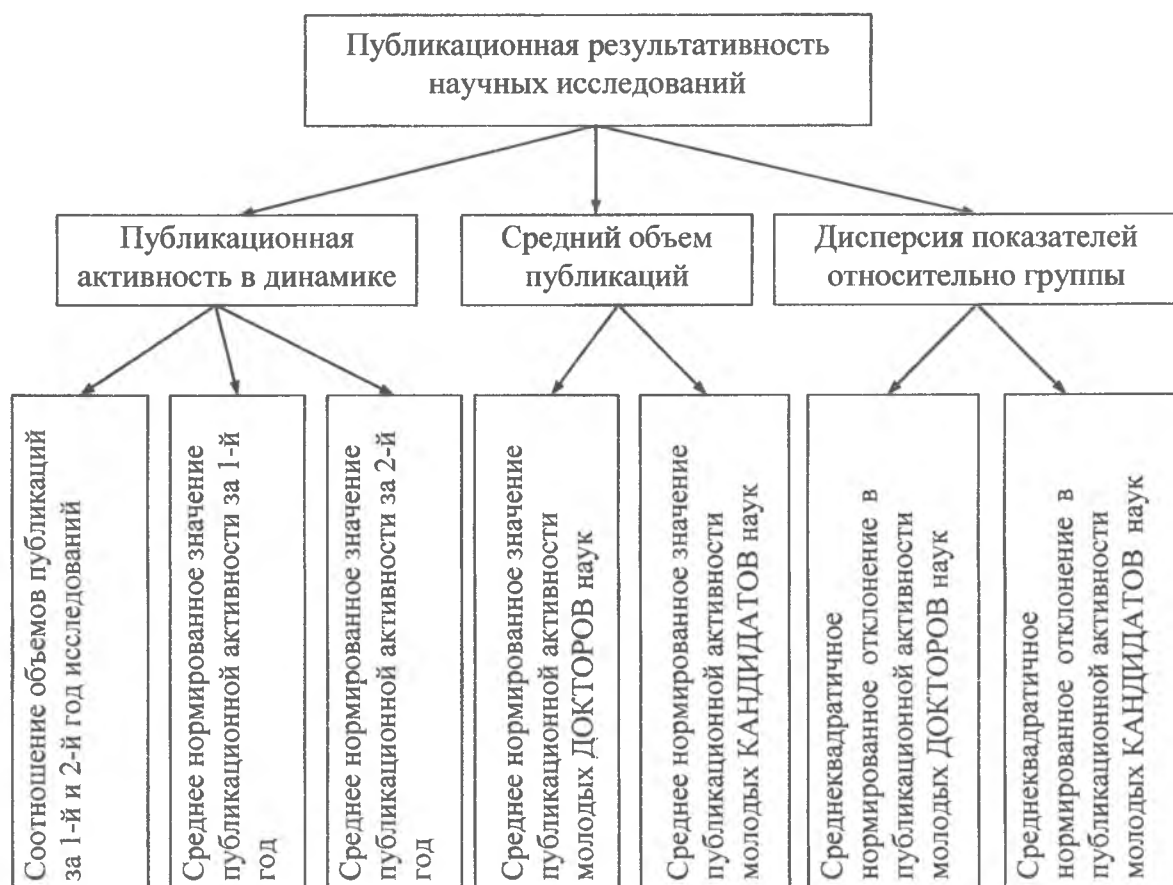 Публикационная результативность
научных исследований
Публикационная
активность в динамике
Средний объем
публикаций
Дисперсия показателей
относительно группы
Соотношение объемов публикаций
за 1-й и 2-й год исследований
Среднее нормированное значение
публикационной активности за 1-й
год
Среднее нормированное значение
публикационной активности за 2-й
год
Среднее нормированное значение
публикационной активности
молодых ДОКТОРОВ наук
Среднее нормированное значение
публикационной активности
молодых КАНДИДАТОВ наук
Среднеквадратичное
нормированное отклонение в
публикационной активности
молодых ДОКТОРОВ наук
Среднеквадратичное
нормированное отклонение в
публикационной активности
молодых КАНДИДАТОВ наук